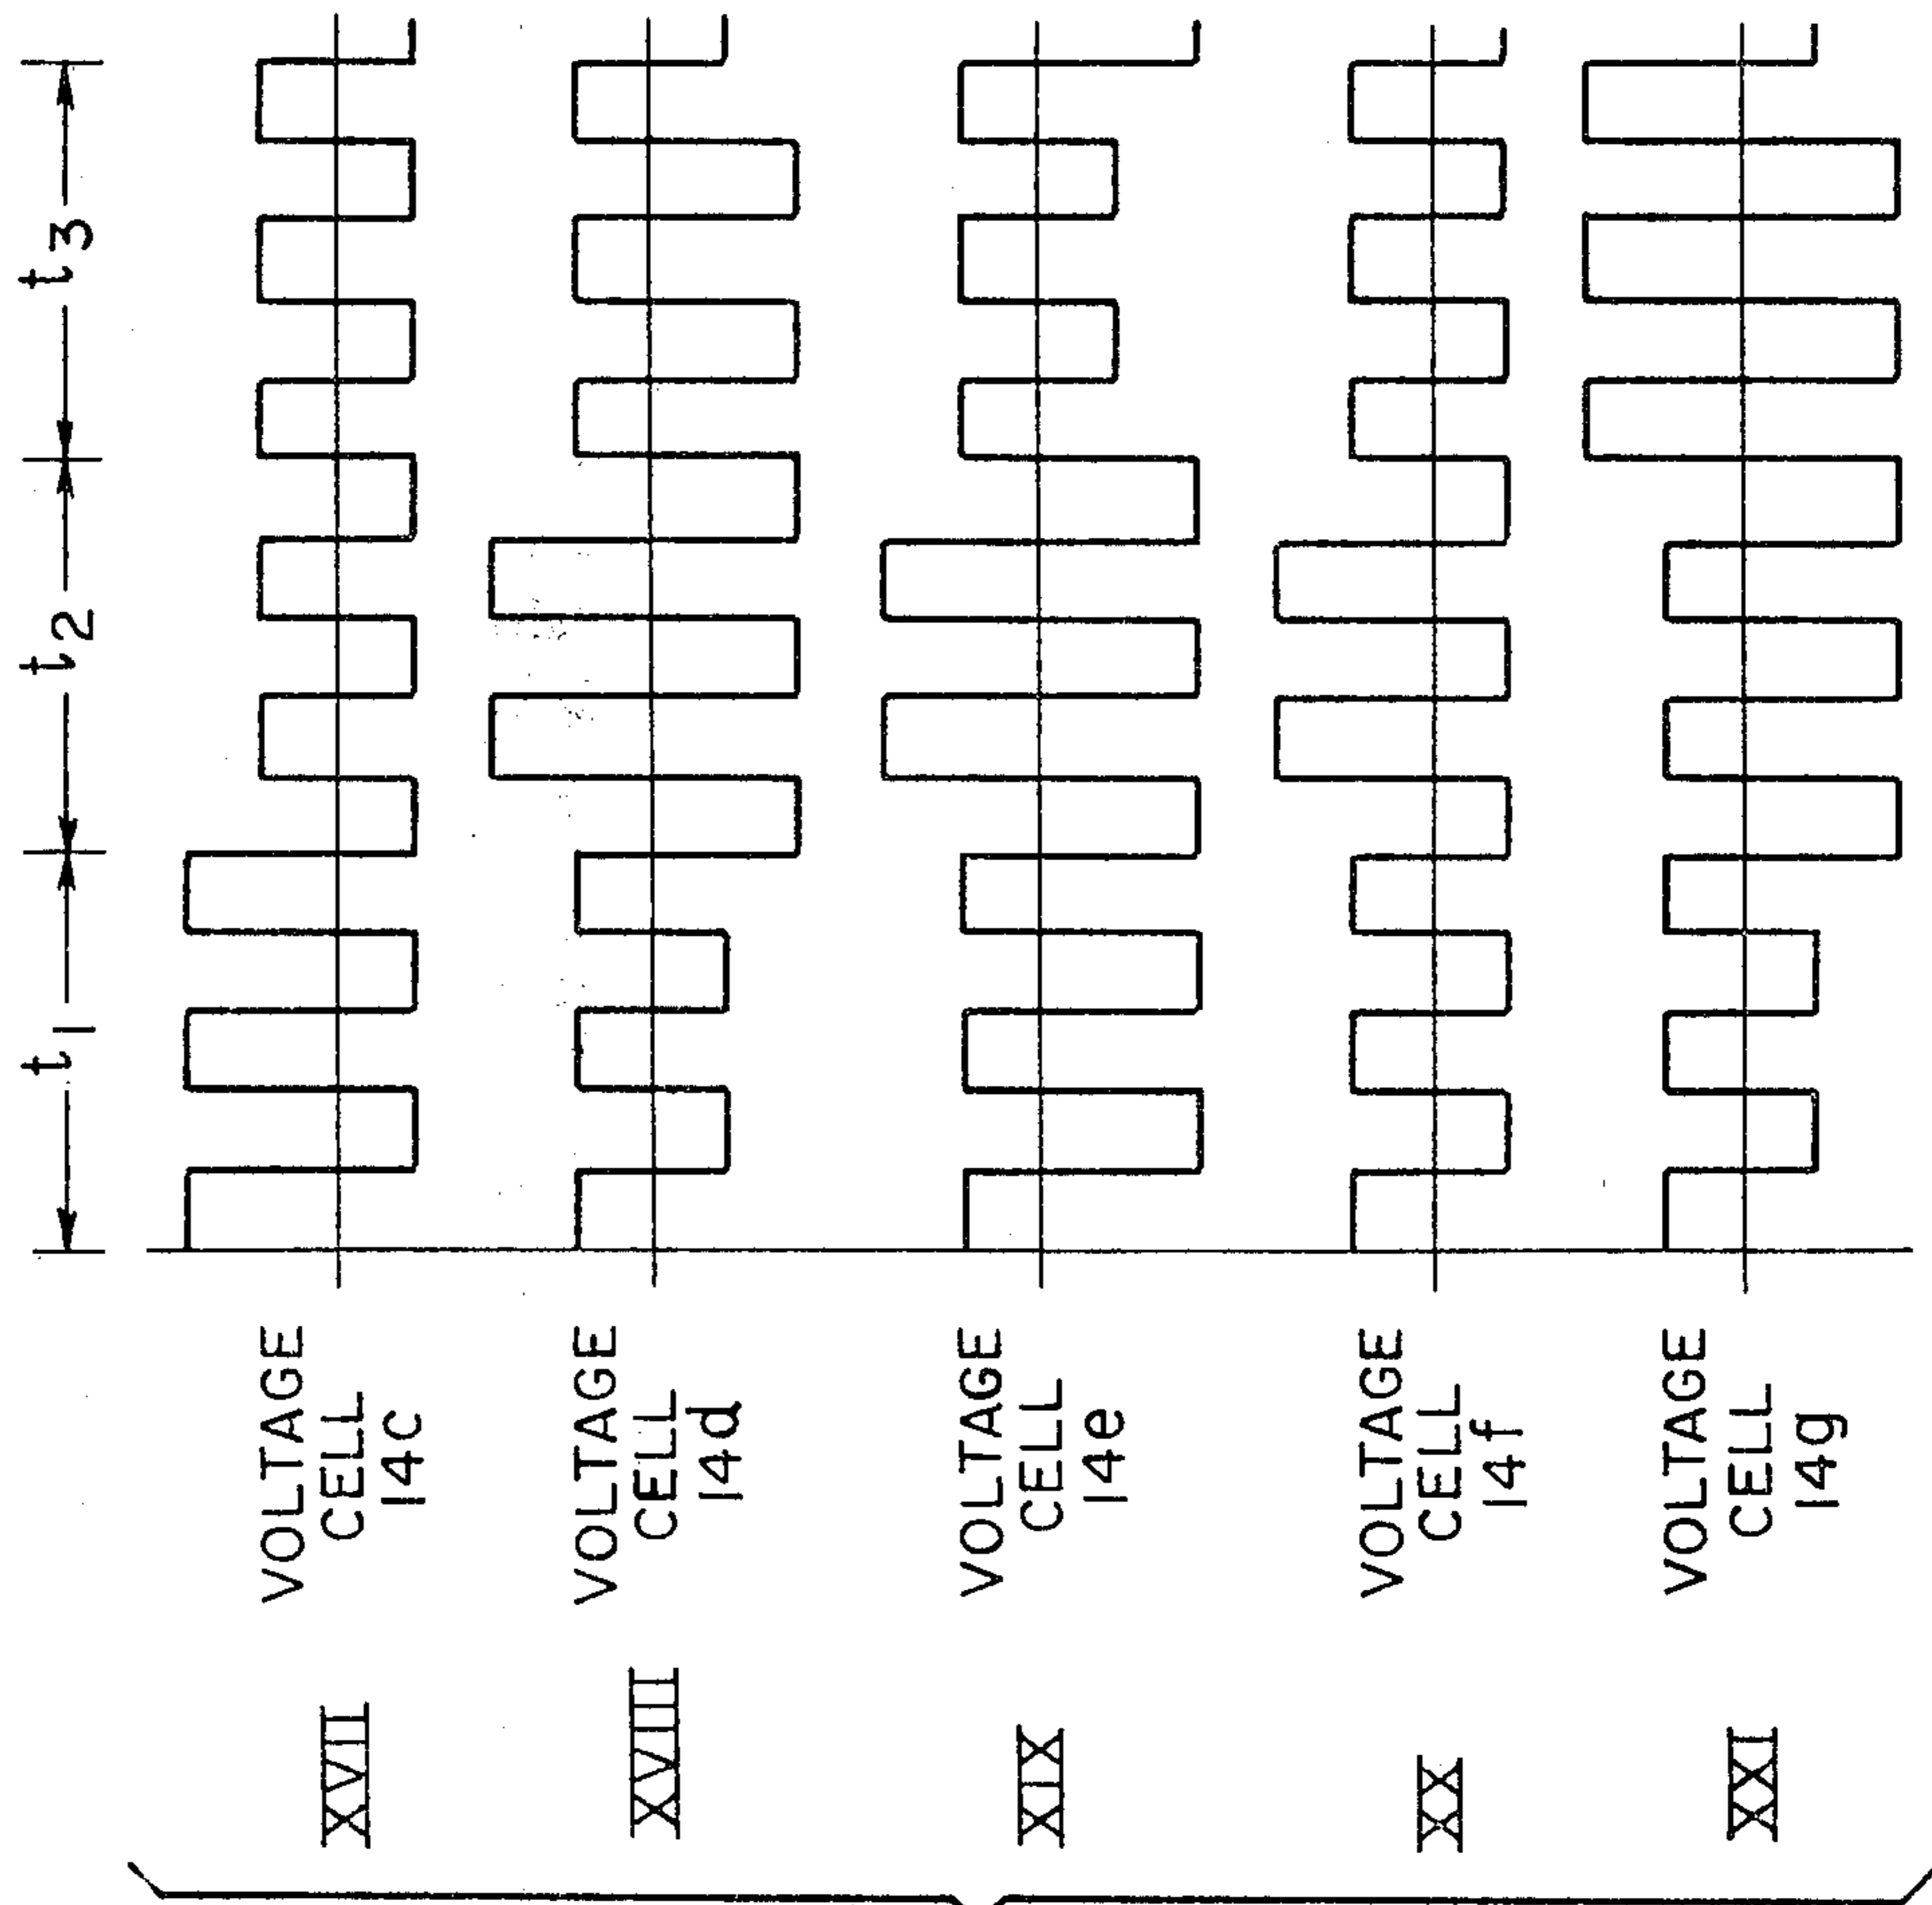 t1 t2 t3
XVII
VOLTAGE
CELL
14c
XVIII
VOLTAGE
CELL
14d
XIX
VOLTAGE
CELL
14e
XX
VOLTAGE
CELL
14f
XXI
VOLTAGE
CELL
14g